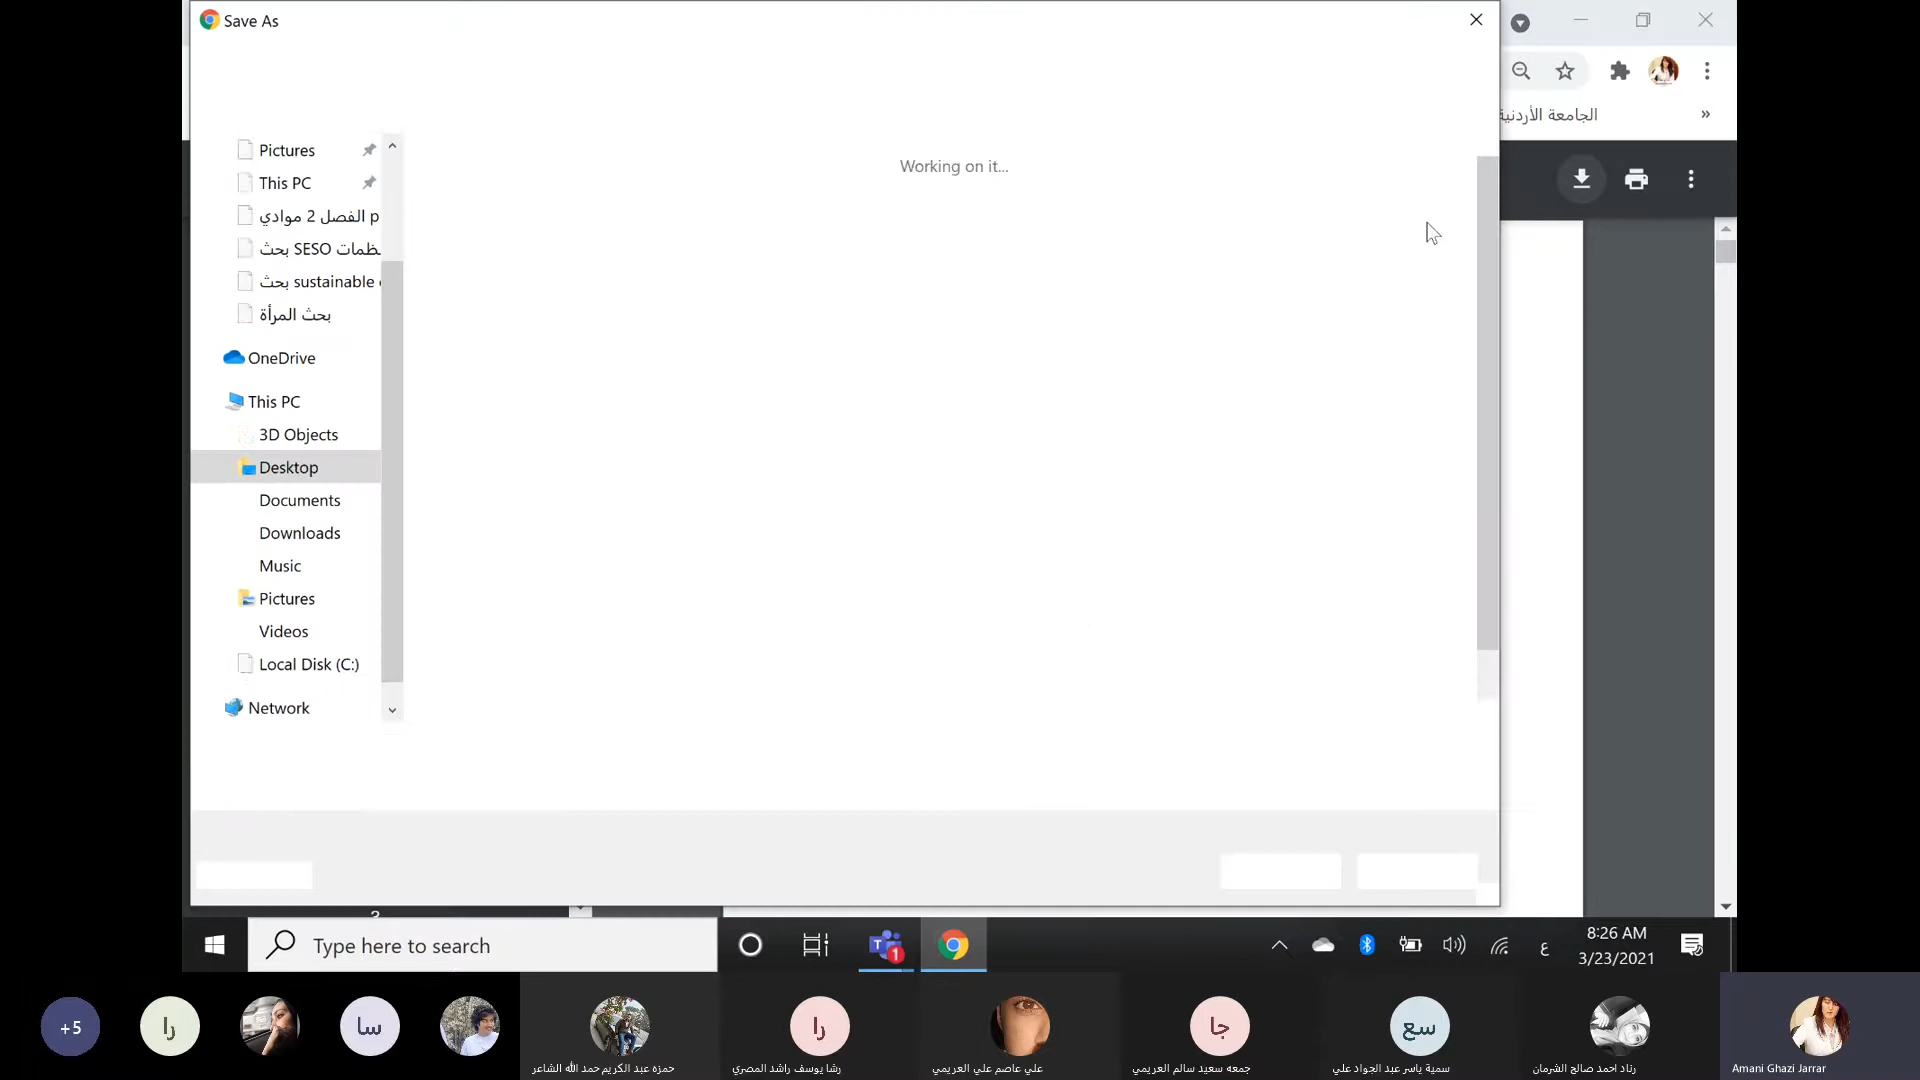 Save As
الجامعة الأردنية
»
Pictures
This PC
الفصل 2 موادي p
بحث SESO
بحث sustainable
بحث المرأة
OneDrive
This PC
3D Objects
Desktop
Documents
Downloads
Music
Pictures
Videos
Local Disk (C:)
Network
Working on it...
Type here to search
1
ع
8:26 AM
3/23/2021
+5
را
سا
حمزه عبد الكريم حمد الله الشاعر
را
رشا يوسف راشد المصري
علي عاصم علي العريمي
جا
جمعه سعيد سالم العريمي
سع
سمية ياسر عبد الجواد علي
رناد احمد صالح الشرمان
Amani Ghazi Jarrar